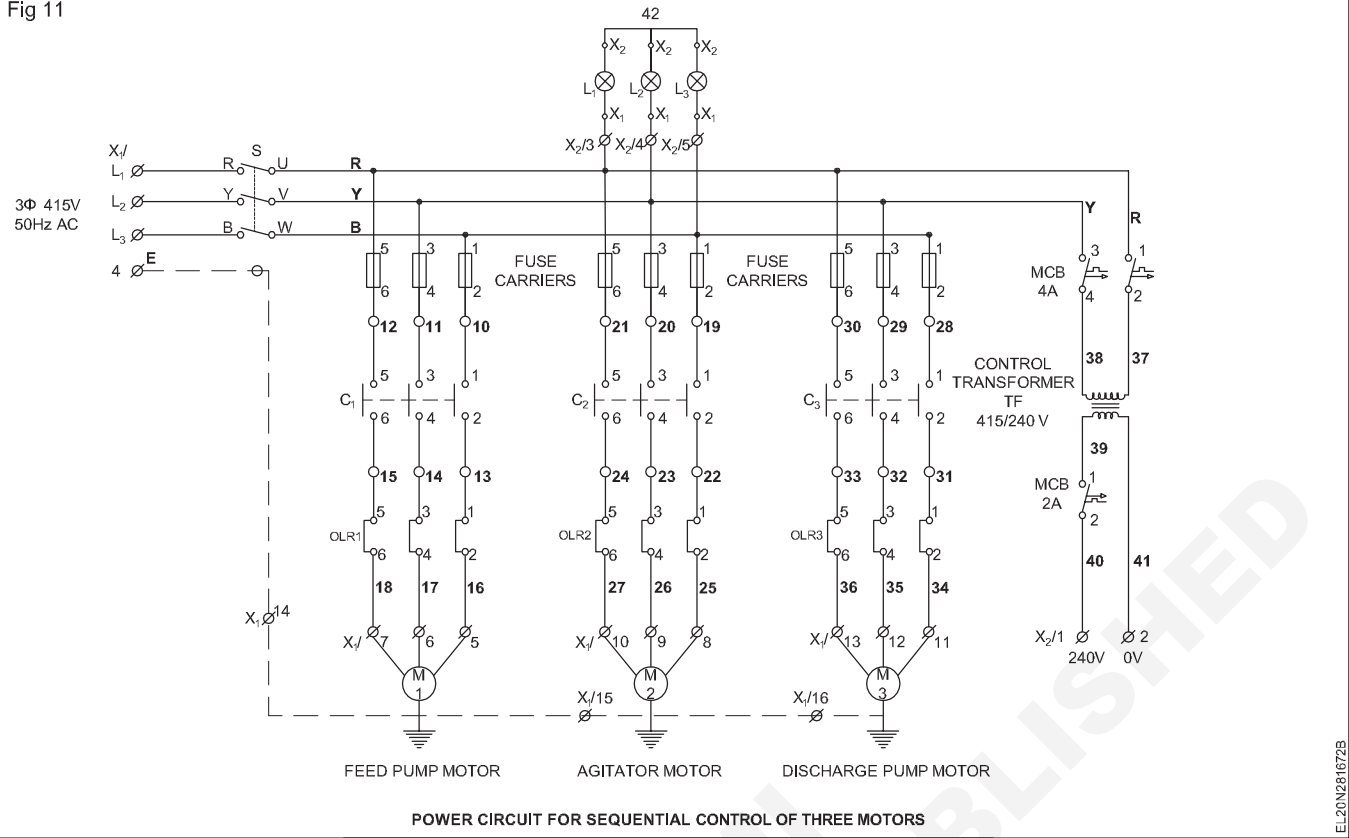 Fig 11
42
X2 X2 X2
L1 L2 L3
X1 X1 X1
X2/3 X2/4 X2/5
X1/
S
L1 R U R
L2 Y V Y
L3 B W B
3Φ 415V
50Hz AC
4 E
Y R
5 3 1 5 3 1 5 3 1
FUSE
CARRIERS
FUSE
CARRIERS
6 4 2 6 4 2 6 4 2
MCB
4A
3 1
4 2
12 11 10 21 20 19 30 29 28
38 37
CONTROL
TRANSFORMER
TF
415/240 V
5 3 1 5 3 1 5 3 1
C1 C2 C3
6 4 2 6 4 2 6 4 2
39
15 14 13 24 23 22 33 32 31
MCB
2A
1
2
5 3 1 5 3 1 5 3 1
OLR1 OLR2 OLR3
6 4 2 6 4 2 6 4 2
18 17 16 27 26 25 36 35 34
40 41
X1 14
X1/ 7 6 5 X1/ 10 9 8 X1/ 13 12 11
X2/1 2
240V 0V
M
1
M
2
M
3
X1/15 X1/16
FEED PUMP MOTOR AGITATOR MOTOR DISCHARGE PUMP MOTOR
POWER CIRCUIT FOR SEQUENTIAL CONTROL OF THREE MOTORS
EL20N281672B
BLISHED